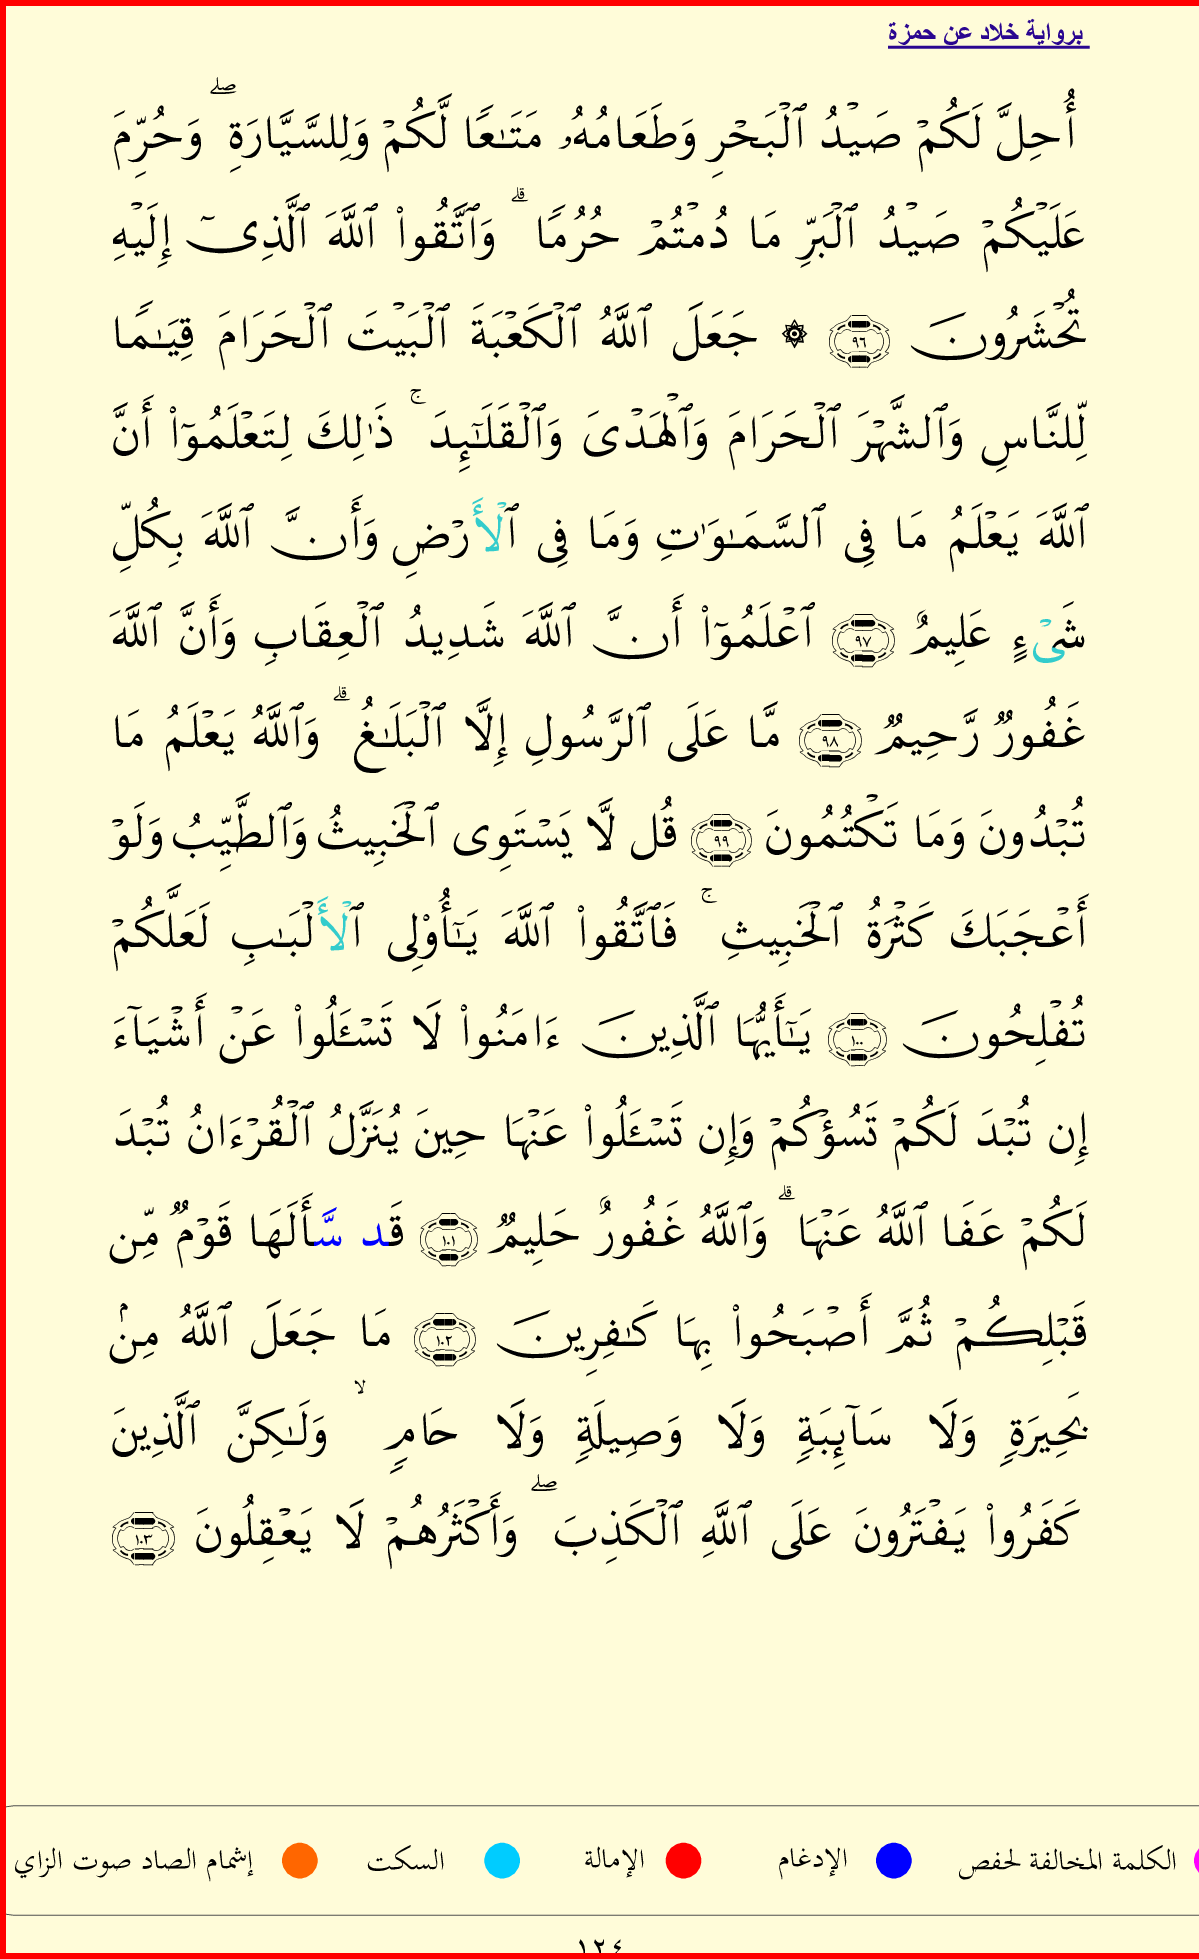 برواية خلاد عن حمزة
أُحِلَّ لَكُمۡ صَيۡدُ ٱلۡبَحۡرِ وَطَعَامُهُۥ مَتَٰعٗا لَّكُمۡ وَلِلسَّيَّارَةِۖ وَحُرِّمَ
عَلَيۡكُمۡ صَيۡدُ ٱلۡبَرِّ مَا دُمۡتُمۡ حُرُمٗاۗ وَٱتَّقُواْ ٱللَّهَ ٱلَّذِيٓ إِلَيۡهِ
تُحۡشَرُونَ ٩٦ ۞ جَعَلَ ٱللَّهُ ٱلۡكَعۡبَةَ ٱلۡبَيۡتَ ٱلۡحَرَامَ قِيَٰمٗا
لِّلنَّاسِ وَٱلشَّهۡرَ ٱلۡحَرَامَ وَٱلۡهَدۡيَ وَٱلۡقَلَٰٓئِدَۚ ذَٰلِكَ لِتَعۡلَمُوٓاْ أَنَّ
ٱللَّهَ يَعۡلَمُ مَا فِي ٱلسَّمَٰوَٰتِ وَمَا فِي ٱلۡأَرۡضِ وَأَنَّ ٱللَّهَ بِكُلِّ
شَيۡءٍ عَلِيمٌ ٩٧ ٱعۡلَمُوٓاْ أَنَّ ٱللَّهَ شَدِيدُ ٱلۡعِقَابِ وَأَنَّ ٱللَّهَ
غَفُورٞ رَّحِيمٞ ٩٨ مَّا عَلَى ٱلرَّسُولِ إِلَّا ٱلۡبَلَٰغُۗ وَٱللَّهُ يَعۡلَمُ مَا
تُبۡدُونَ وَمَا تَكۡتُمُونَ ٩٩ قُل لَّا يَسۡتَوِي ٱلۡخَبِيثُ وَٱلطَّيِّبُ وَلَوۡ
أَعۡجَبَكَ كَثۡرَةُ ٱلۡخَبِيثِۚ فَٱتَّقُواْ ٱللَّهَ يَٰٓأُوْلِي ٱلۡأَلۡبَٰبِ لَعَلَّكُمۡ
تُفۡلِحُونَ ١٠٠ يَٰٓأَيُّهَا ٱلَّذِينَ ءَامَنُواْ لَا تَسۡـَٔلُواْ عَنۡ أَشۡيَآءَ
إِن تُبۡدَ لَكُمۡ تَسُؤۡكُمۡ وَإِن تَسۡـَٔلُواْ عَنۡهَا حِينَ يُنَزَّلُ ٱلۡقُرۡءَانُ تُبۡدَ
لَكُمۡ عَفَا ٱللَّهُ عَنۡهَاۗ وَٱللَّهُ غَفُورٌ حَلِيمٞ ١٠١ قَد سَّأَلَهَا قَوۡمٞ مِّن
قَبۡلِكُمۡ ثُمَّ أَصۡبَحُواْ بِهَا كَٰفِرِينَ ١٠٢ مَا جَعَلَ ٱللَّهُ مِنۢ
بَحِيرَةٖ وَلَا سَآئِبَةٖ وَلَا وَصِيلَةٖ وَلَا حَامٖۙ وَلَٰكِنَّ ٱلَّذِينَ
كَفَرُواْ يَفۡتَرُونَ عَلَى ٱللَّهِ ٱلۡكَذِبَۖ وَأَكۡثَرُهُمۡ لَا يَعۡقِلُونَ ١٠٣
الكلمة المخالفة لحفص الإدغام الإمالة السكت إشمام الصاد صوت الزاي
١٢٤